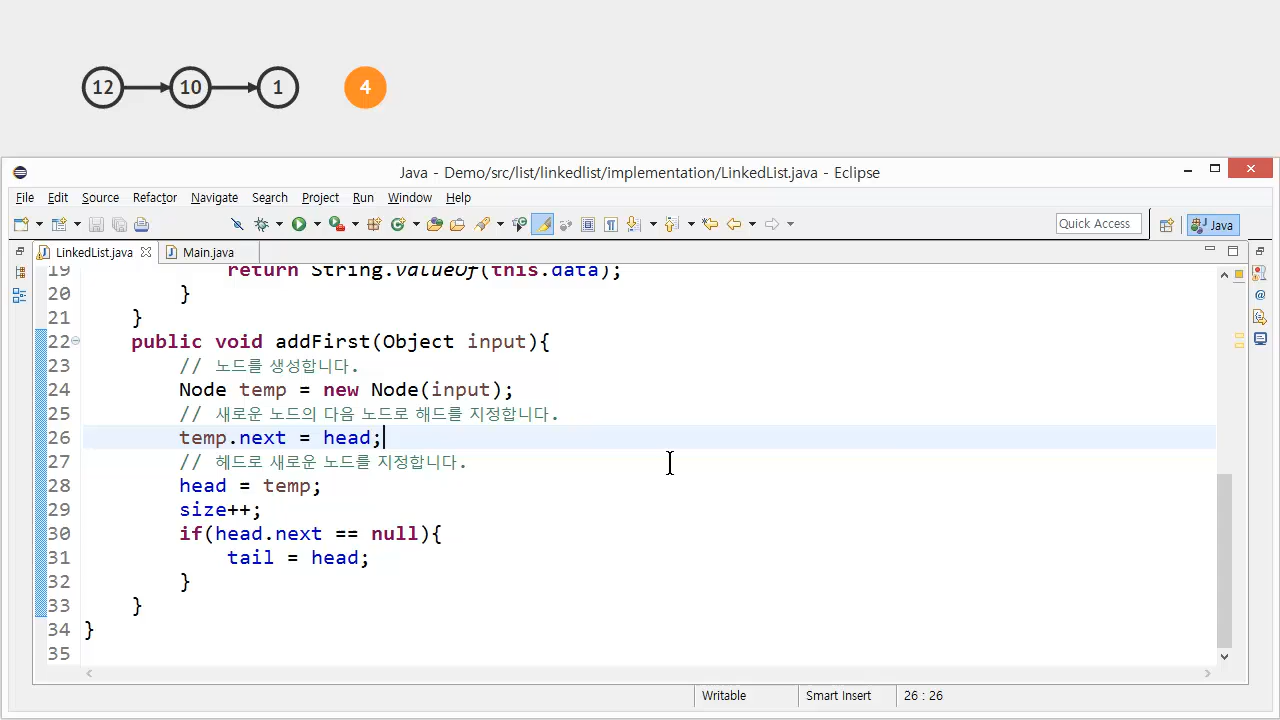 12 10 1 4
Java - Demo/src/list/linkedlist/implementation/LinkedList.java - Eclipse
File Edit Source Refactor Navigate Search Project Run Window Help
Quick Access Java
LinkedList.java Main.java
19 return String.valueOf(this.data);
20 }
21 }
22 public void addFirst(Object input){
23 // 노드를 생성합니다.
24 Node temp = new Node(input);
25 // 새로운 노드의 다음 노드로 해드를 지정합니다.
26 temp.next = head;
27 // 헤드로 새로운 노드를 지정합니다.
28 head = temp;
29 size++;
30 if(head.next == null){
31 tail = head;
32 }
33 }
34 }
35
Writable Smart Insert 26 : 26